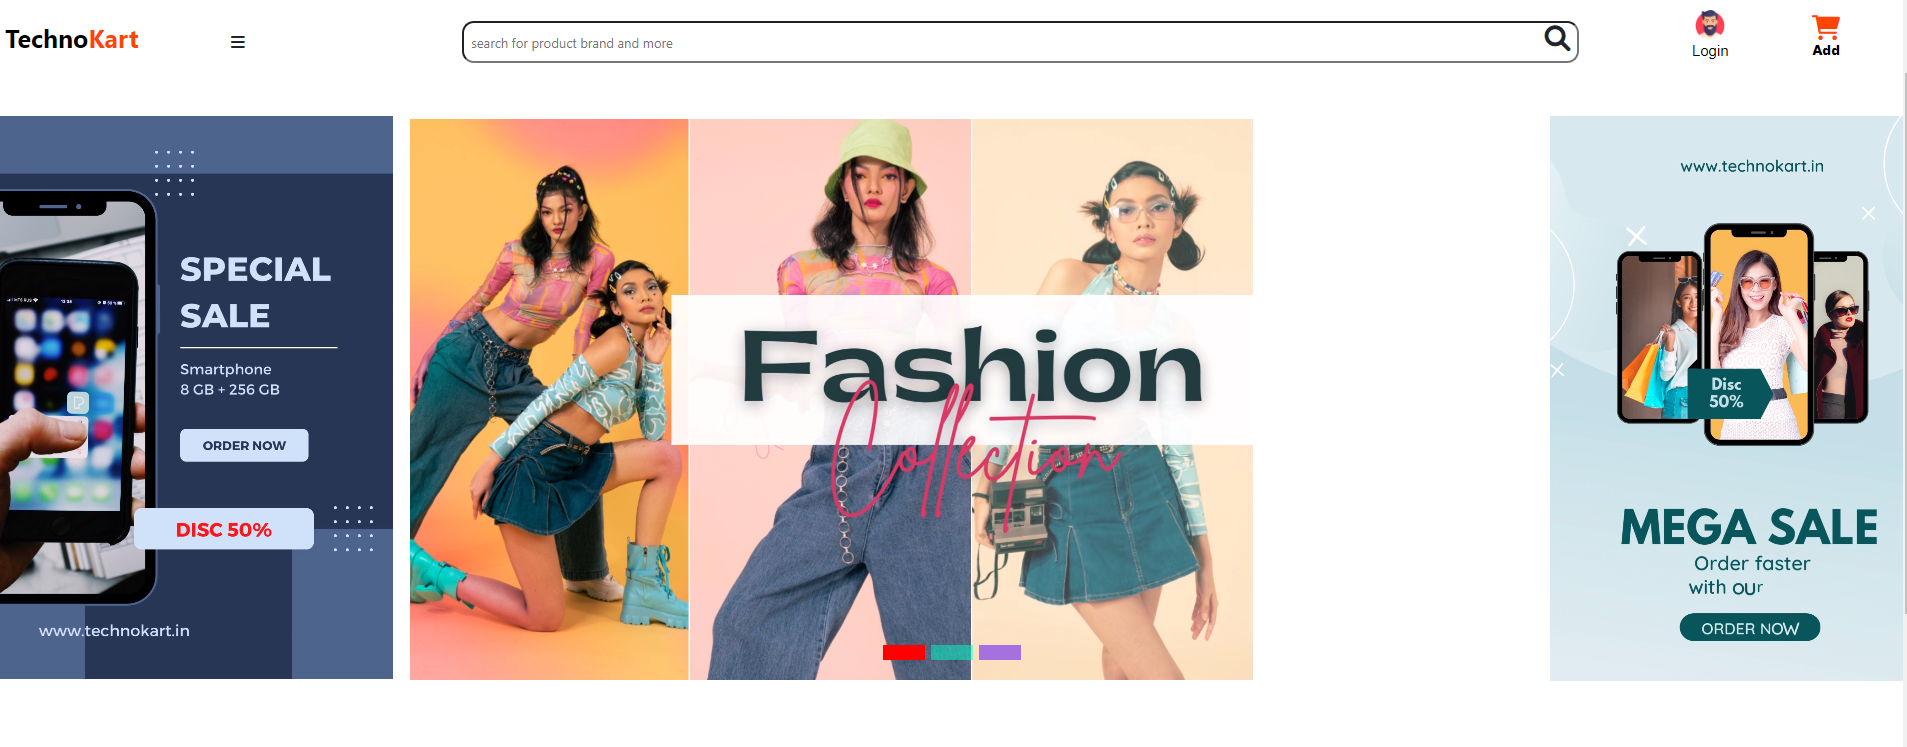 TechnoKart
search for product brand and more
Login
Add
SPECIAL
SALE
Smartphone
8 GB + 256 GB
ORDER NOW
DISC 50%
www.technokart.in
Fashion
Collection
www.technokart.in
Disc
50%
MEGA SALE
Order faster
with our
ORDER NOW